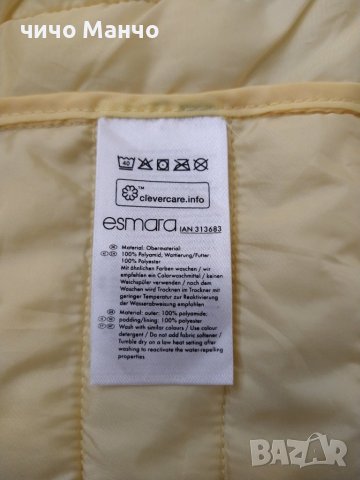 чичо Манчо
40
™
clevercare.info
esmara IAN 313683
Material: Obermaterial:
100% Polyamid, Wattierung/Futter:
100% Polyester
Mit ähnlichen Farben waschen / wir
empfehlen ein Colorwaschmittel / keinen
Weichspüler verwenden / nach dem
waschen wird Trocknen im Trockner mit
geringer Temperatur zur Reaktivierung
der Wasserabweisung empfohlen
Material: outer: 100% polyamide,
padding/lining: 100% polyester
Wash with similar colours / Use colour
detergent / Do not add fabric softener /
Tumble dry on a low heat setting after
washing to reactivate the water-repelling
properties
BAZAR